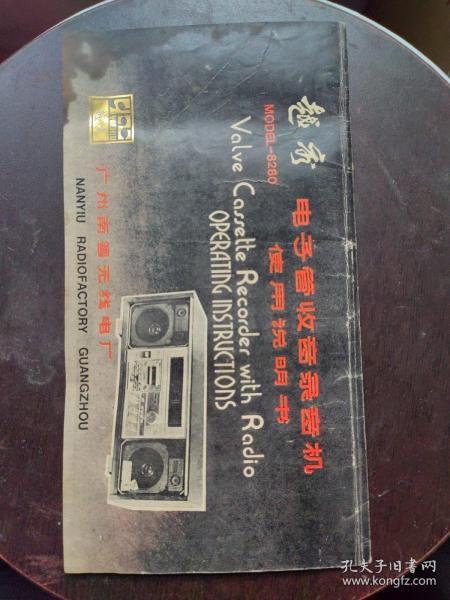 越秀
MODEL-8280
电子管收音录音机
使用说明书
Valve Cassette Recorder with Radio
OPERATING INSTRUCTIONS
广州南曁无线电厂
NANYIU RADIOFACTORY GUANGZHOU
孔夫子旧书网
www.kongfz.com